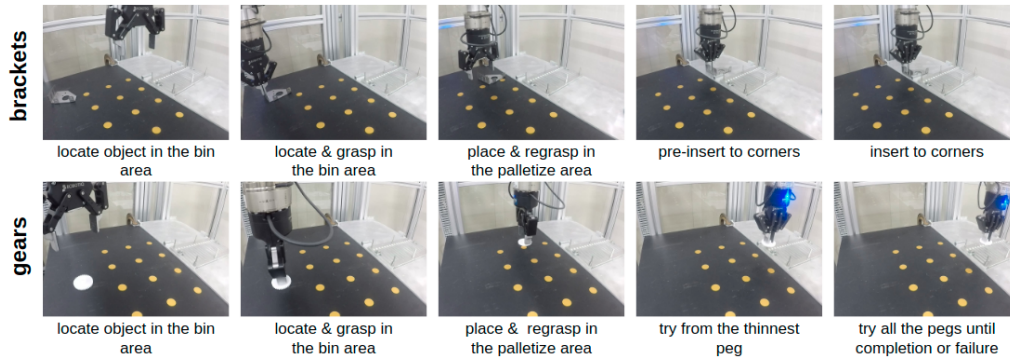 brackets
locate object in the bin
area
locate & grasp in
the bin area
place & regrasp in
the palletize area
pre-insert to corners
insert to corners
gears
locate object in the bin
area
locate & grasp in
the bin area
place & regrasp in
the palletize area
try from the thinnest
peg
try all the pegs until
completion or failure